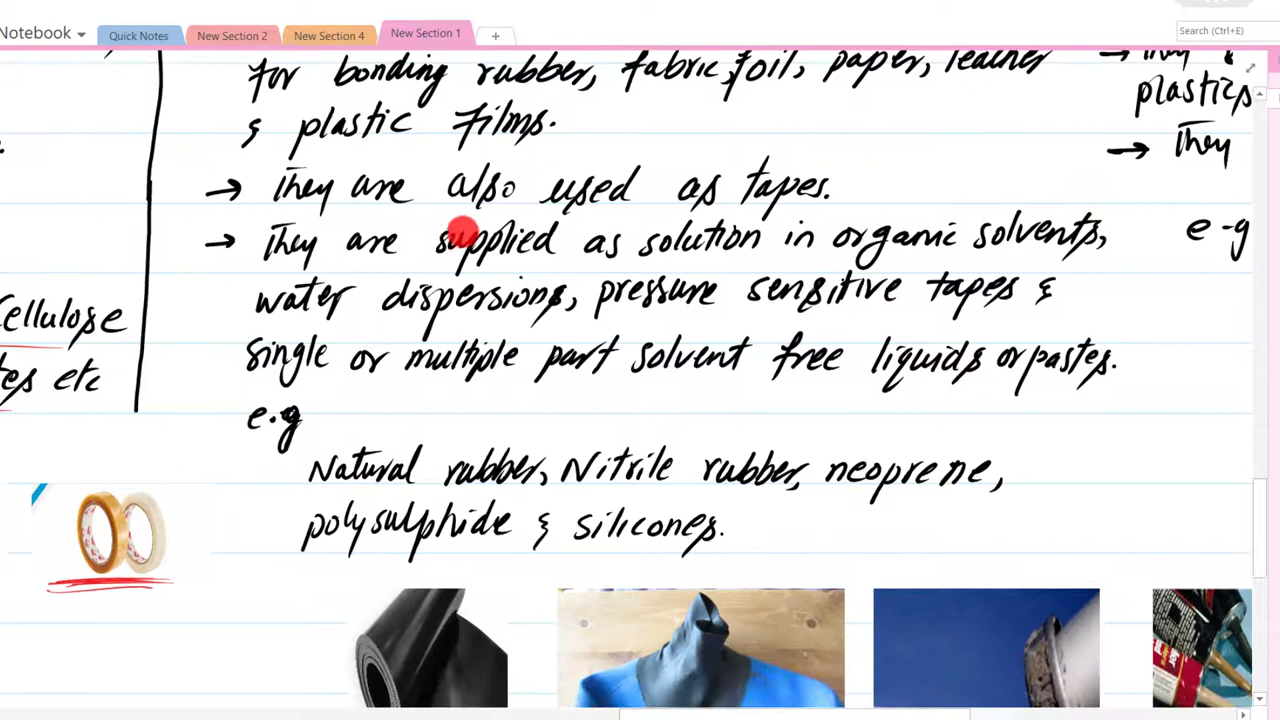 Notebook
Quick Notes
New Section 2
New Section 4
New Section 1
+
Search (Ctrl+E)
for bonding rubber, fabric, foil, paper, leather
& plastic films.
→ They are also used as tapes.
→ They are supplied as solution in organic solvents,
water dispersions, pressure sensitive tapes &
single or multiple part solvent free liquids or pastes.
e.g
Natural rubber, Nitrile rubber, neoprene,
polysulphide & silicones.
Cellulose
etc
→ They
plastics
→ They
e-g